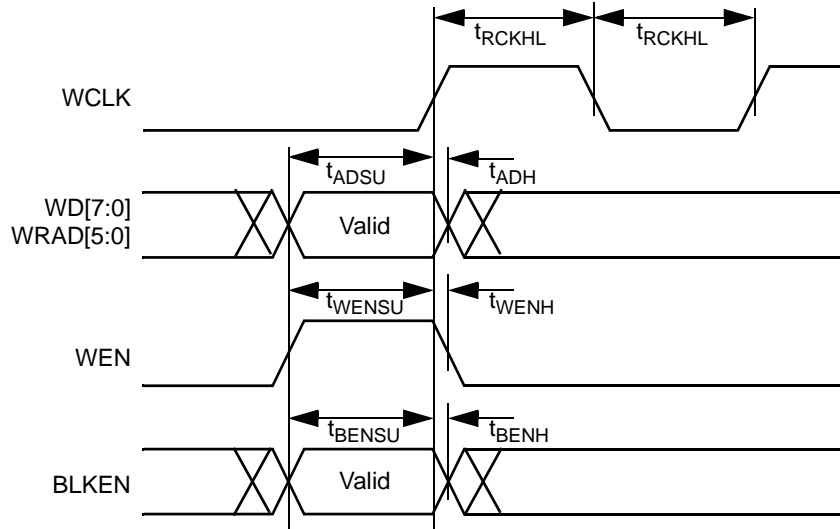 tRCKHL tRCKHL
WCLK
tADSU tADH
WD[7:0]
WRAD[5:0]
Valid
tWENSU tWENH
WEN
tBENSU tBENH
BLKEN
Valid